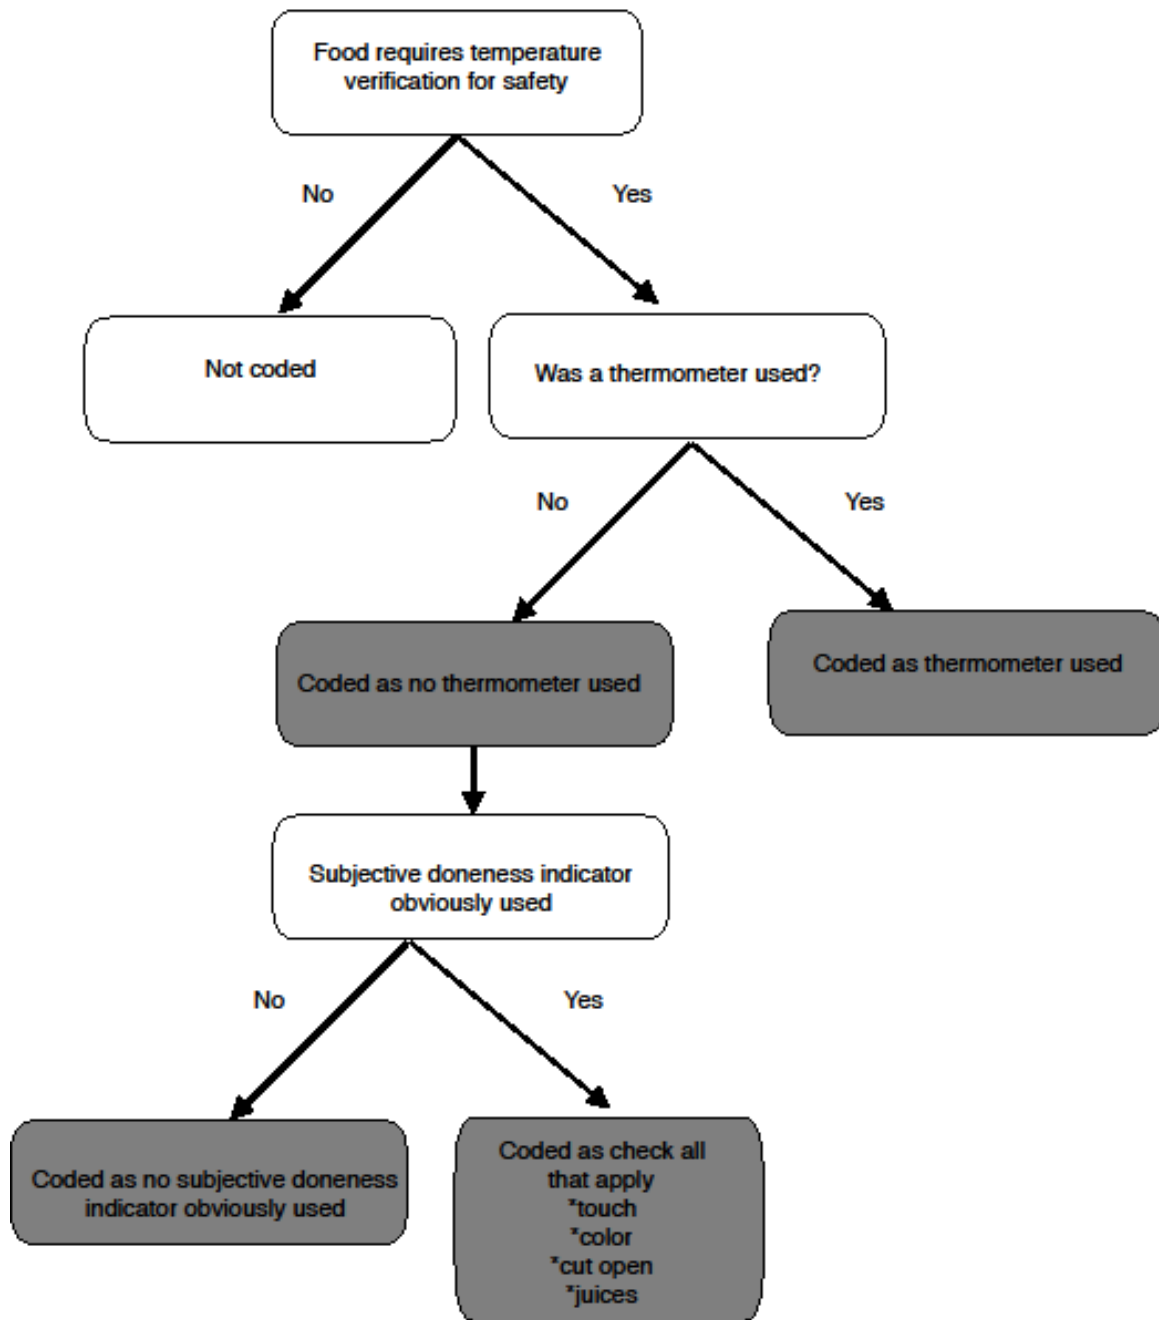 Food requires temperature
verification for safety
No
Yes
Not coded
Was a thermometer used?
No
Yes
Coded as no thermometer used
Coded as thermometer used
Subjective doneness indicator
obviously used
No
Yes
Coded as no subjective doneness
indicator obviously used
Coded as check all
that apply
*touch
*color
*cut open
*juices